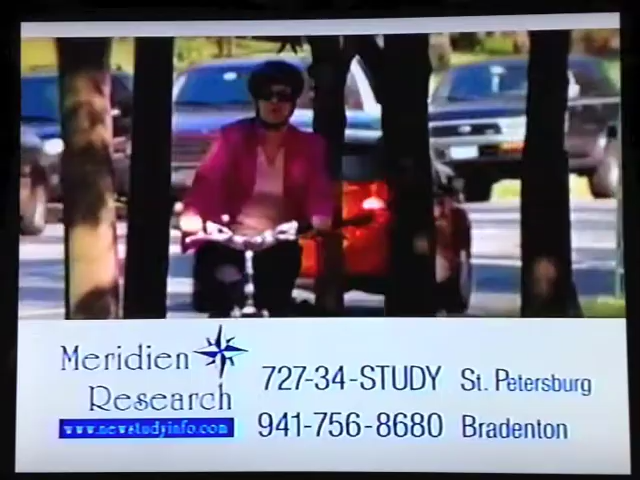 Meridien
Research
www.newstudyinfo.com
727-34-STUDY St. Petersburg
941-756-8680 Bradenton